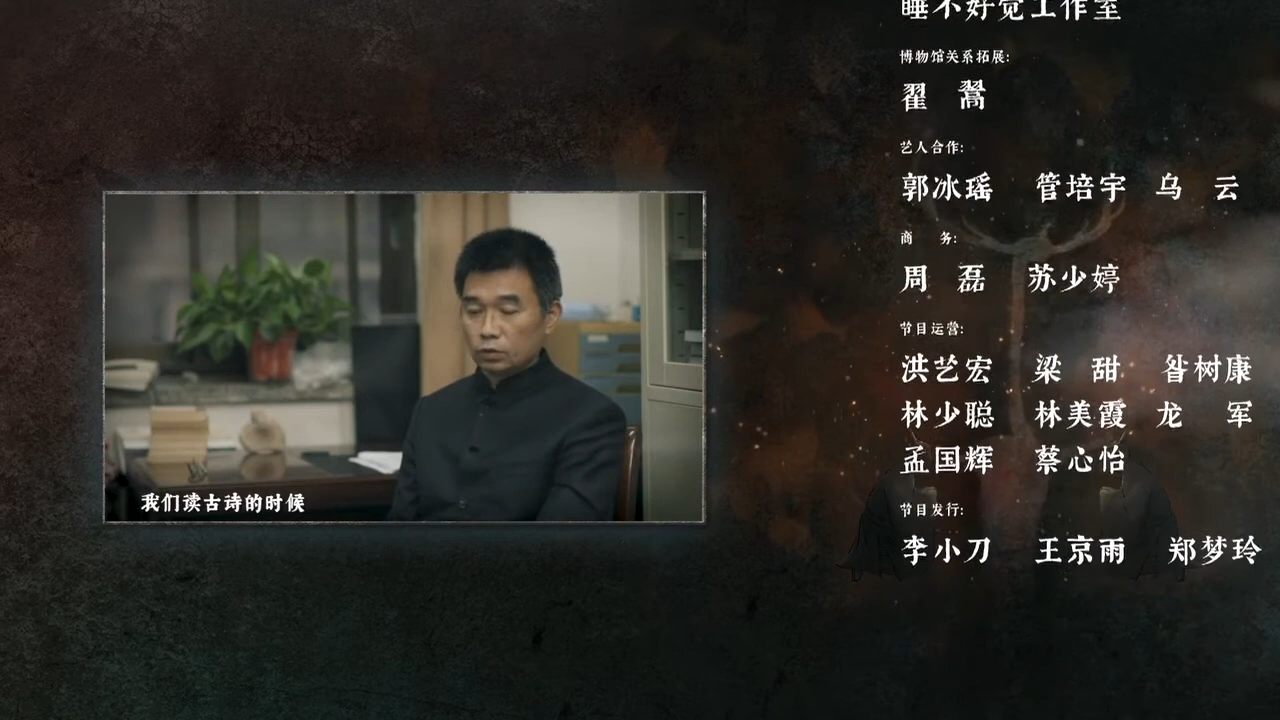 睡不好觉工作室
博物馆关系拓展:
翟 翯
艺人合作:
郭冰瑶 管培宇 乌 云
商 务:
周 磊 苏少婷
节目运营:
洪艺宏 梁 甜 昝树康
林少聪 林美霞 龙 军
孟国辉 蔡心怡
节目发行:
李小刀 王京雨 郑梦玲
我们读古诗的时候